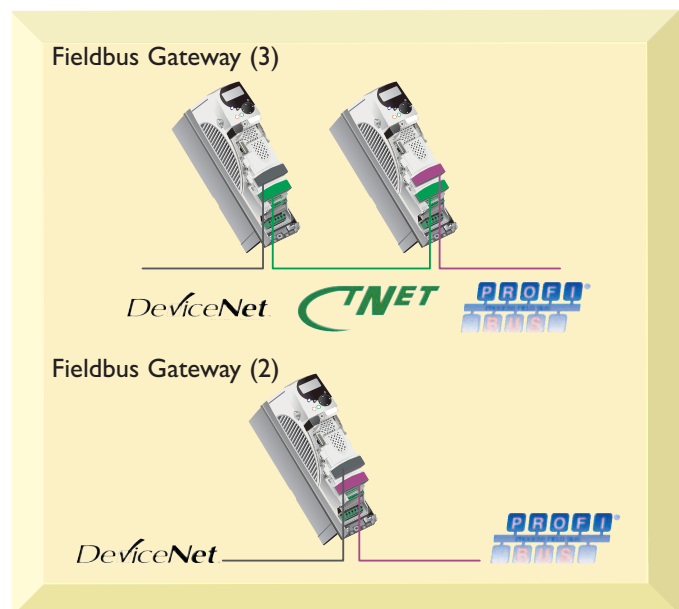 Fieldbus Gateway (3)
DeviceNet
CTNET
PROFI
BUS
Fieldbus Gateway (2)
DeviceNet
PROFI
BUS